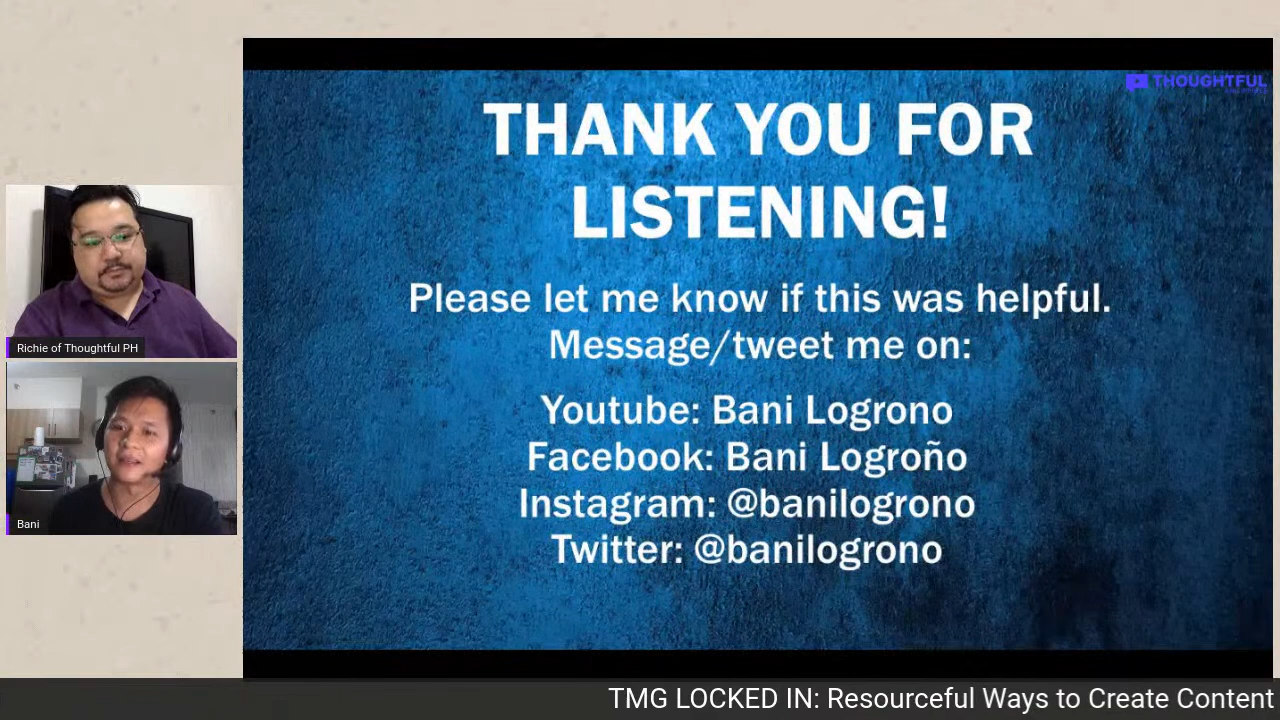 THOUGHTFUL
THANK YOU FOR
LISTENING!
Please let me know if this was helpful.
Message/tweet me on:
Youtube: Bani Logrono
Facebook: Bani Logroño
Instagram: @banilogrono
Twitter: @banilogrono
Richie of Thoughtful PH
Bani
TMG LOCKED IN: Resourceful Ways to Create Content